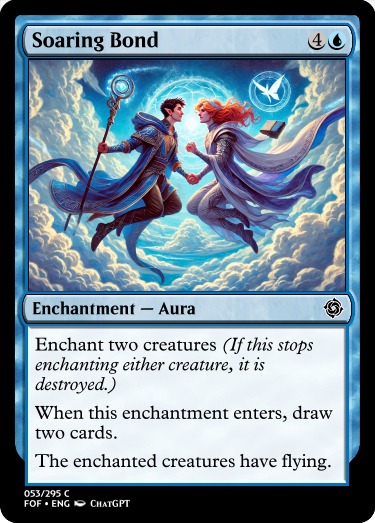 Soaring Bond 4
Enchantment — Aura
Enchant two creatures (If this stops
enchanting either creature, it is
destroyed.)
When this enchantment enters, draw
two cards.
The enchanted creatures have flying.
053/295 C
FOF • ENG ChatGPT